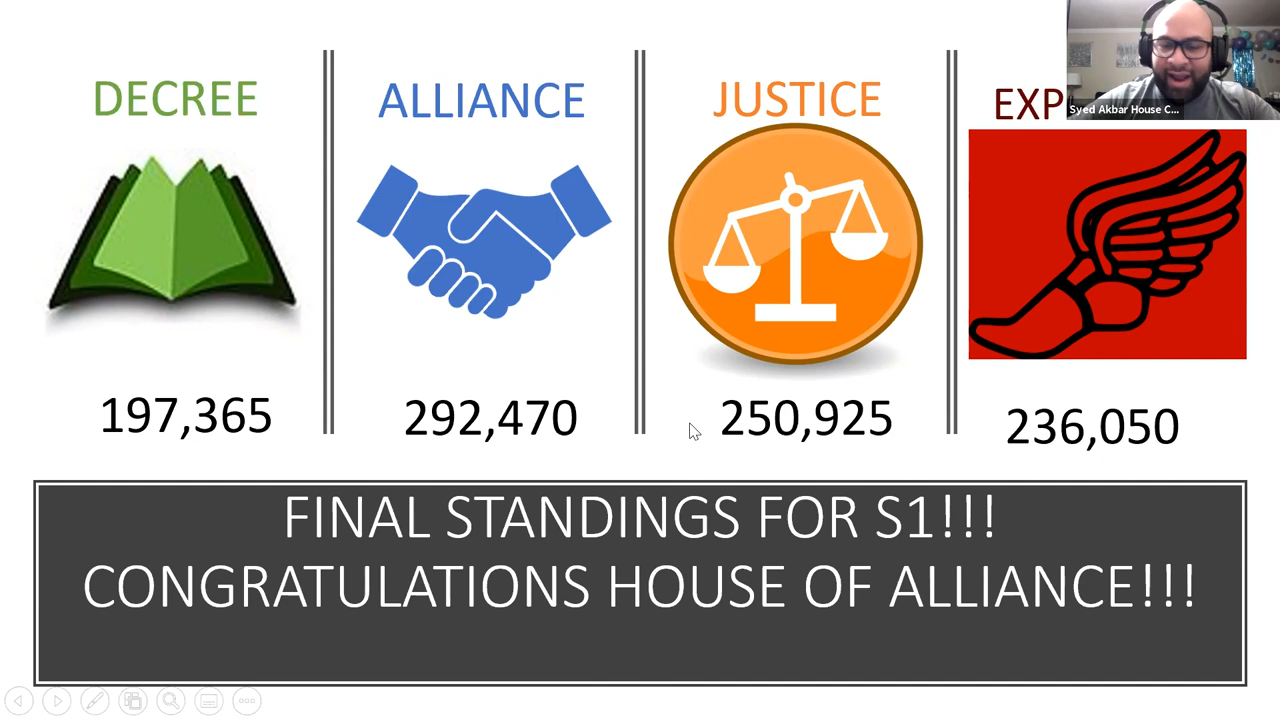 DECREE
ALLIANCE
JUSTICE
EXP
Syed Akbar House C...
197,365
292,470
250,925
236,050
FINAL STANDINGS FOR S1!!!
CONGRATULATIONS HOUSE OF ALLIANCE!!!